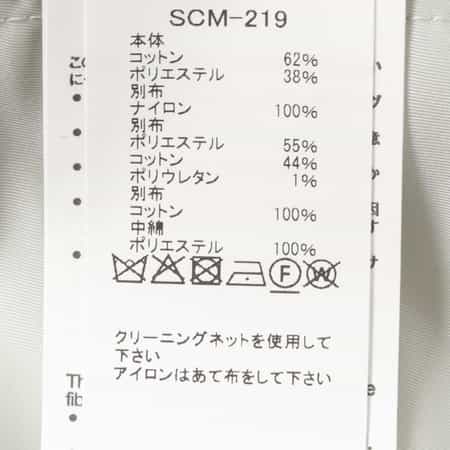 SCM-219
本体
コットン 62%
ポリエステル 38%
別布
ナイロン 100%
別布
ポリエステル 55%
コットン 44%
ポリウレタン 1%
別布
コットン 100%
中綿
ポリエステル 100%
F W
クリーニングネットを使用して
下さい
アイロンはあて布をして下さい